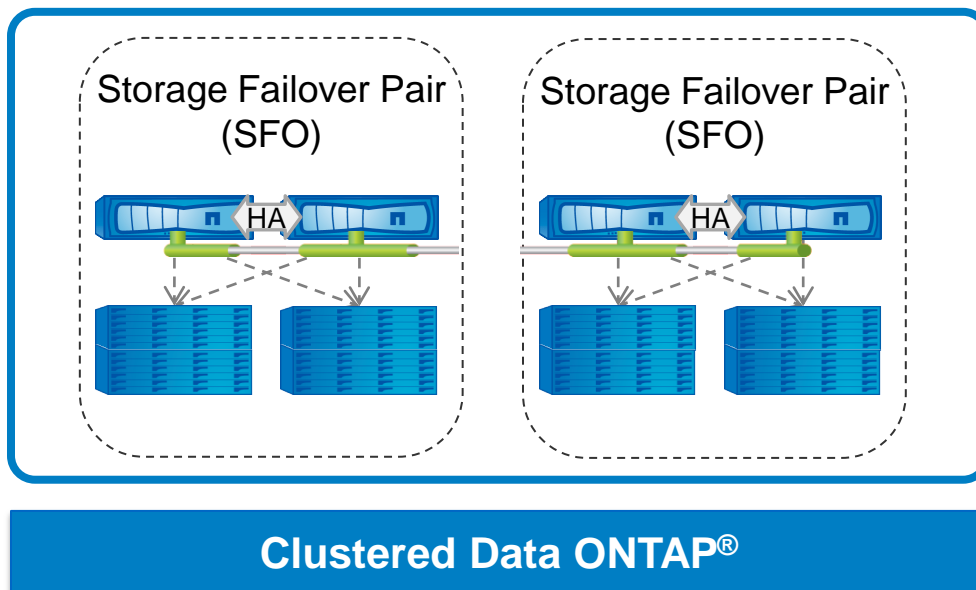 Storage Failover Pair
(SFO)
Storage Failover Pair
(SFO)
HA
HA
Clustered Data ONTAP®